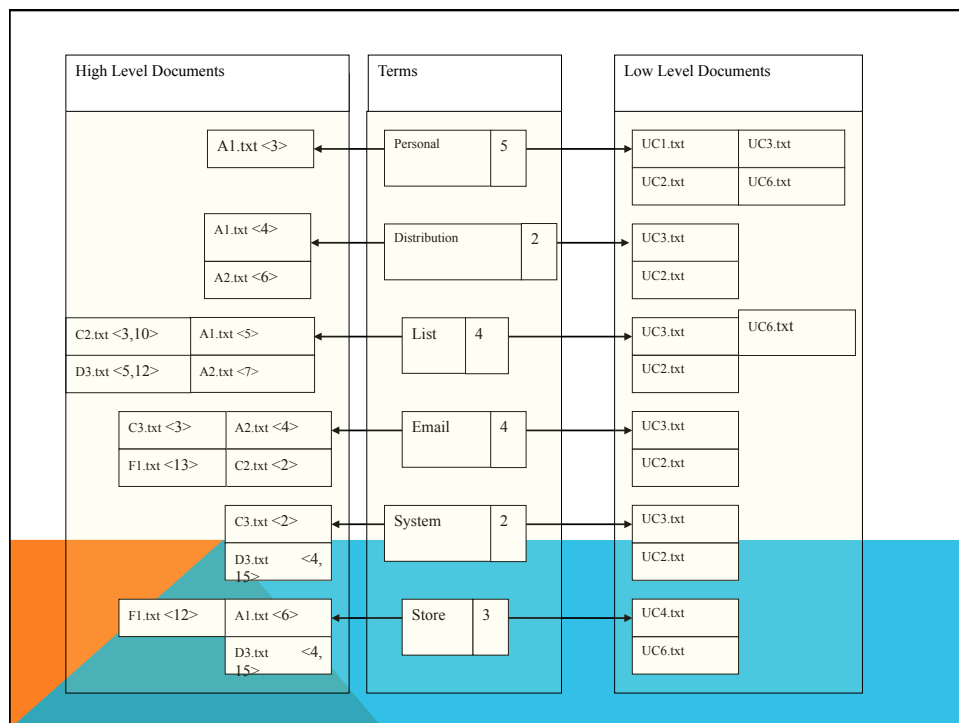 High Level Documents
Terms
Low Level Documents
A1.txt <3>
Personal 5
UC1.txt UC3.txt
UC2.txt UC6.txt
A1.txt <4>
A2.txt <6>
Distribution 2
UC3.txt
UC2.txt
C2.txt <3,10> A1.txt <5>
D3.txt <5,12> A2.txt <7>
List 4
UC3.txt UC6.txt
UC2.txt
C3.txt <3> A2.txt <4>
F1.txt <13> C2.txt <2>
Email 4
UC3.txt
UC2.txt
C3.txt <2>
D3.txt <4,
15>
System 2
UC3.txt
UC2.txt
F1.txt <12> A1.txt <6>
D3.txt <4,
15>
Store 3
UC4.txt
UC6.txt